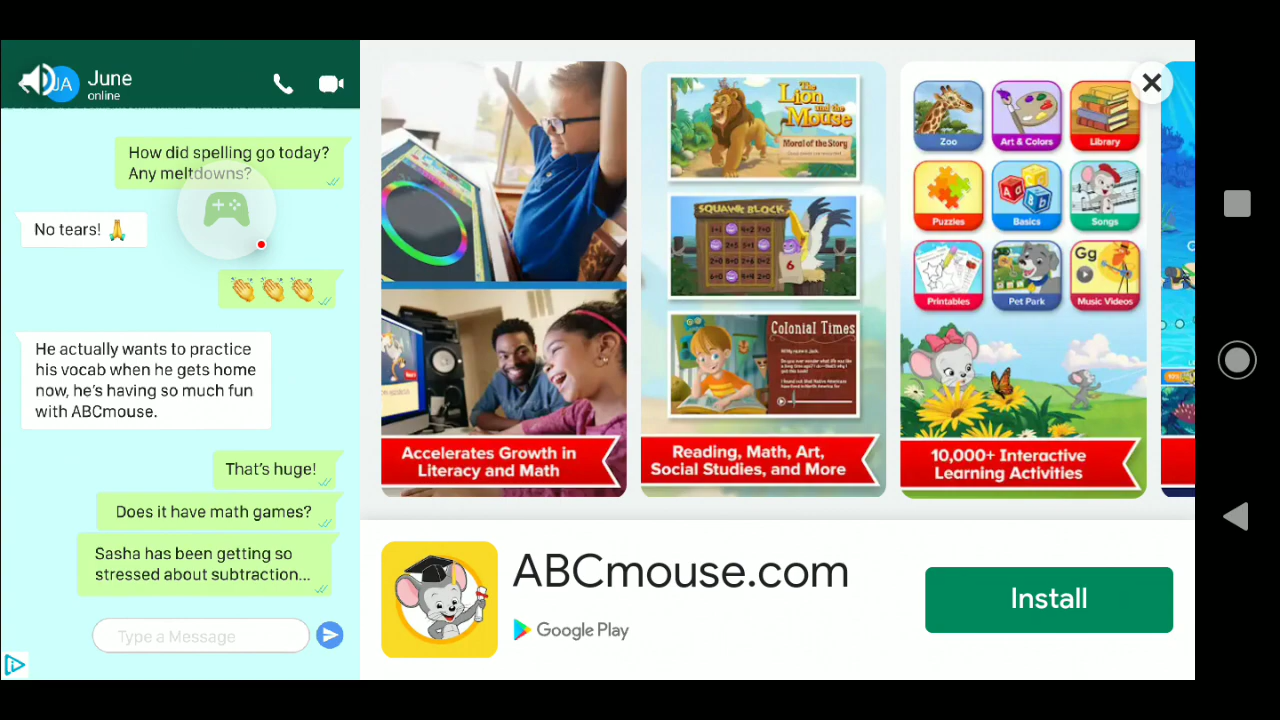 JA
June
online
How did spelling go today?
Any meltdowns?
No tears! 🙏
👏👏👏
He actually wants to practice
his vocab when he gets home
now, he's having so much fun
with ABCmouse.
That's huge!
Does it have math games?
Sasha has been getting so
stressed about subtraction...
Type a Message
Accelerates Growth in
Literacy and Math
The
Lion
and the
Mouse
Moral of the Story
SQUAWK BLOCK
6
Colonial Times
Reading, Math, Art,
Social Studies, and More
Zoo
Art & Colors
Library
Puzzles
Basics
Songs
Printables
Pet Park
Gg
Music Videos
10,000+ Interactive
Learning Activities
ABCmouse.com
Google Play
Install